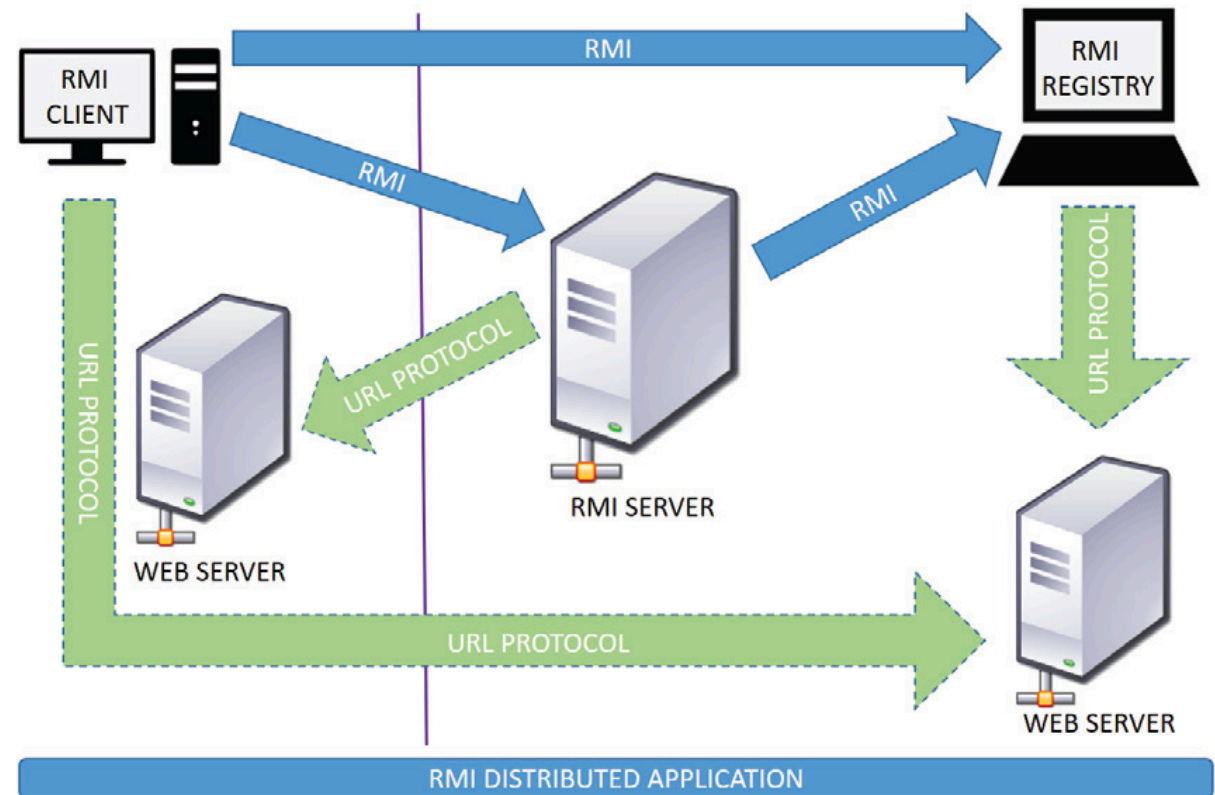 RMI
RMI
CLIENT
RMI
REGISTRY
RMI
RMI
URL PROTOCOL
URL PROTOCOL
URL PROTOCOL
RMI SERVER
WEB SERVER
URL PROTOCOL
WEB SERVER
RMI DISTRIBUTED APPLICATION